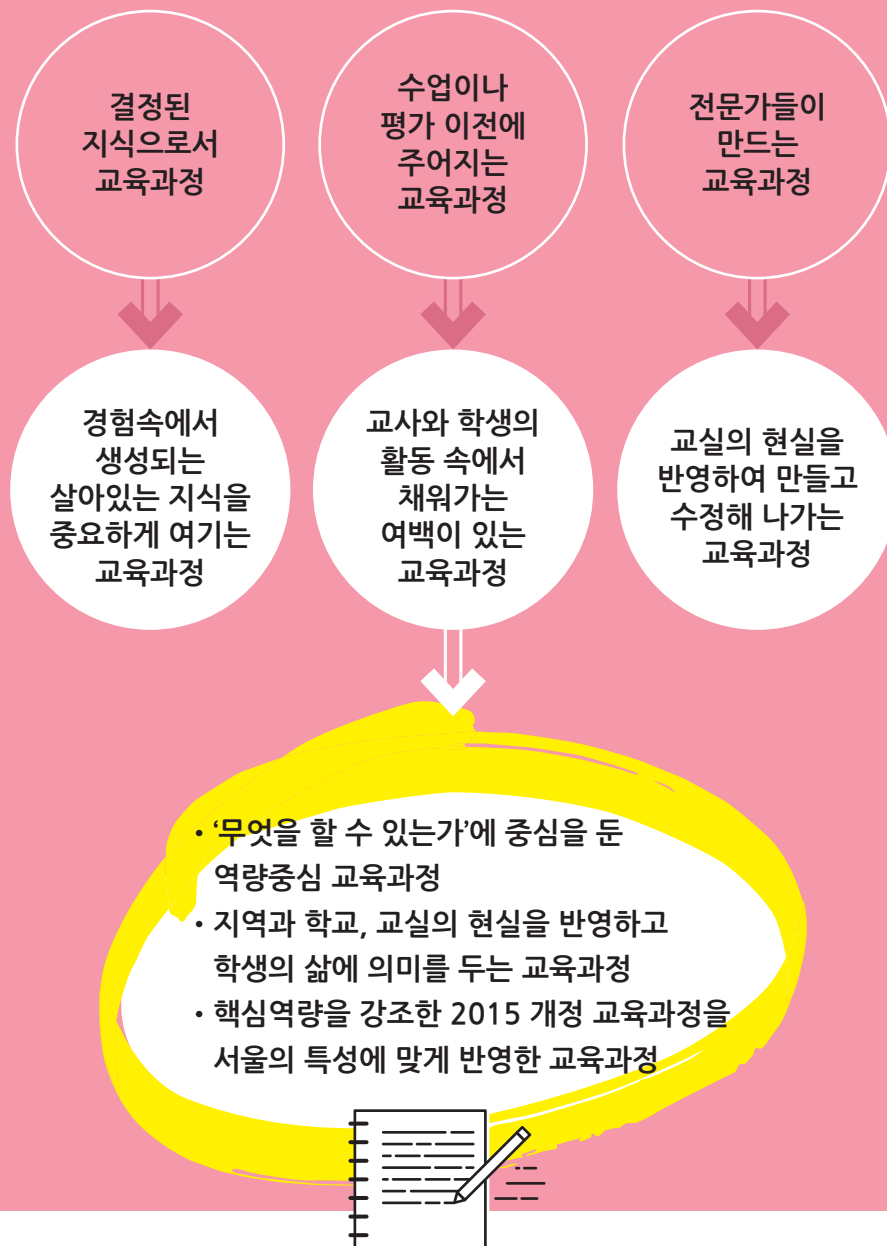 결정된
지식으로서
교육과정
수업이나
평가 이전에
주어지는
교육과정
전문가들이
만드는
교육과정
경험속에서
생성되는
살아있는 지식을
중요하게 여기는
교육과정
교사와 학생의
활동 속에서
채워가는
여백이 있는
교육과정
교실의 현실을
반영하여 만들고
수정해 나가는
교육과정
• ‘무엇을 할 수 있는가’에 중심을 둔
역량중심 교육과정
• 지역과 학교, 교실의 현실을 반영하고
학생의 삶에 의미를 두는 교육과정
• 핵심역량을 강조한 2015 개정 교육과정을
서울의 특성에 맞게 반영한 교육과정